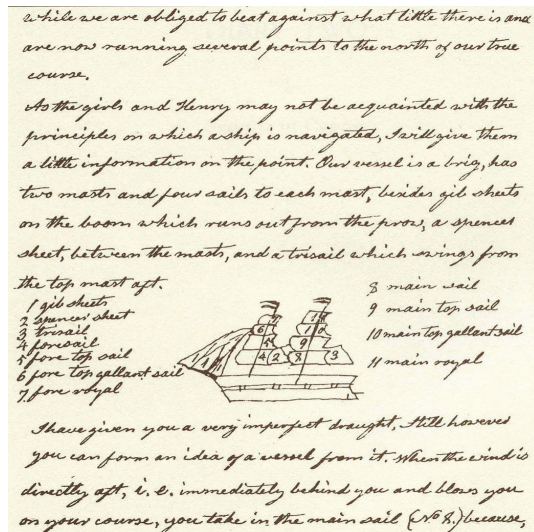 while we are obliged to beat against what little there is and
are now running several points to the north of our true
course.
As the girls and Henry may not be acquainted with the
principles on which a ship is navigated, I will give them
a little information on the point. Our vessel is a brig, has
two masts and four sails to each mast, besides gib sheets
on the boom which runs out from the prow, a spencer
sheet, between the masts, and a trisail which swings from
the top mast aft.
1 gib sheets
2 spencer sheet
3 trisail
4 foresail
5 fore top sail
6 fore top gallant sail
7 fore royal
8 main sail
9 main top sail
10 main top gallant sail
11 main royal
6
5
4
2
8
9
3
I have given you a very imperfect draught, Still however
you can form an idea of a vessel from it. When the wind is
directly aft, i.e. immediately behind you and blows you
on your course, you take in the main sail (No 8.) because,